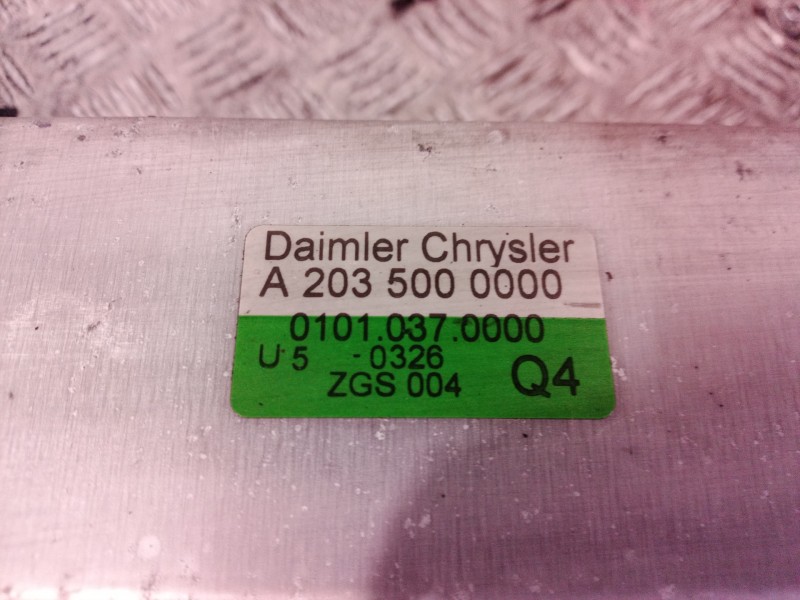 Daimler Chrysler
A 203 500 0000
0101.037.0000
U 5 -0326
ZGS 004 Q4